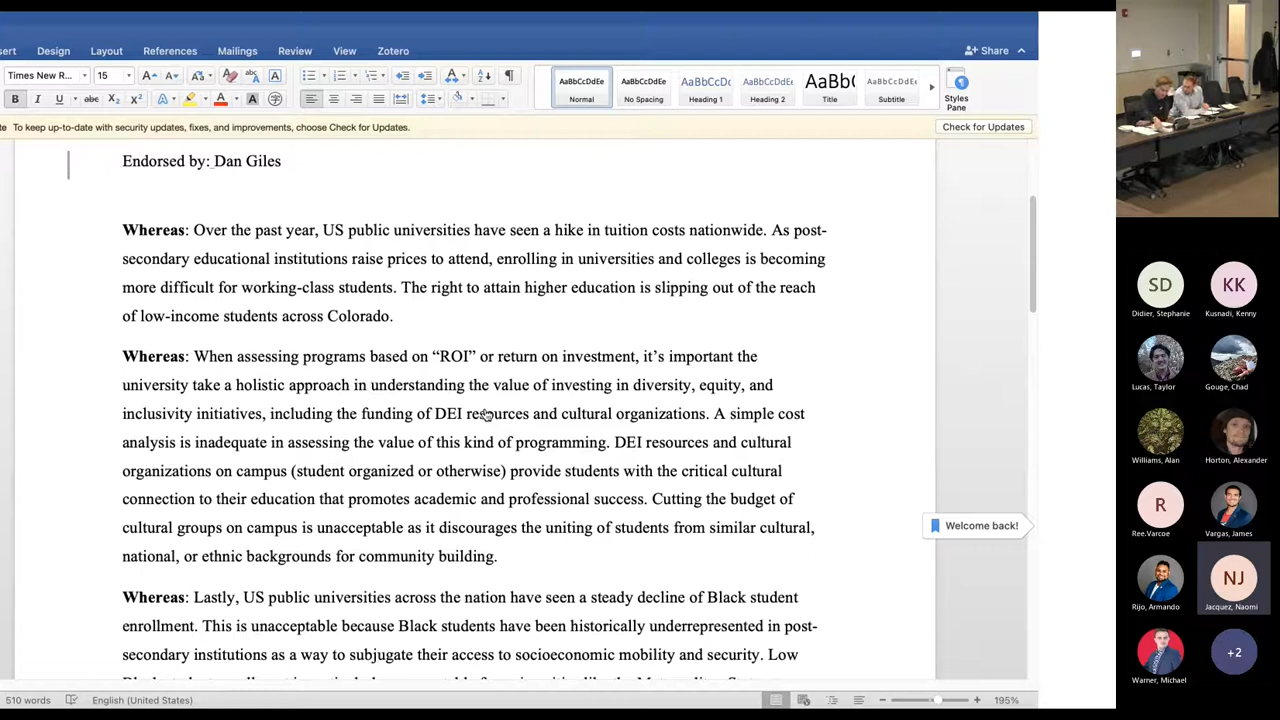 sert Design Layout References Mailings Review View Zotero Share
Times New R... 15
AaBbCcDdEe AaBbCcDdEe AaBbCcDc AaBbCcDdEe AaBb( AaBbCcDdEe
Normal No Spacing Heading 1 Heading 2 Title Subtitle Styles Pane
B I U abc X₂ X² A A A
te To keep up-to-date with security updates, fixes, and improvements, choose Check for Updates. Check for Updates
Endorsed by: Dan Giles
Whereas: Over the past year, US public universities have seen a hike in tuition costs nationwide. As post-
secondary educational institutions raise prices to attend, enrolling in universities and colleges is becoming
more difficult for working-class students. The right to attain higher education is slipping out of the reach
of low-income students across Colorado.
Whereas: When assessing programs based on “ROI” or return on investment, it’s important the
university take a holistic approach in understanding the value of investing in diversity, equity, and
inclusivity initiatives, including the funding of DEI resources and cultural organizations. A simple cost
analysis is inadequate in assessing the value of this kind of programming. DEI resources and cultural
organizations on campus (student organized or otherwise) provide students with the critical cultural
connection to their education that promotes academic and professional success. Cutting the budget of
cultural groups on campus is unacceptable as it discourages the uniting of students from similar cultural,
national, or ethnic backgrounds for community building.
Welcome back!
Whereas: Lastly, US public universities across the nation have seen a steady decline of Black student
enrollment. This is unacceptable because Black students have been historically underrepresented in post-
secondary institutions as a way to subjugate their access to socioeconomic mobility and security. Low
510 words English (United States) 195%
SD KK
Didier, Stephanie Kusnadi, Kenny
Lucas, Taylor Gouge, Chad
Williams, Alan Horton, Alexander
R
Ree.Varcoe Vargas, James
NJ
Rijo, Armando Jacquez, Naomi
+2
Warner, Michael